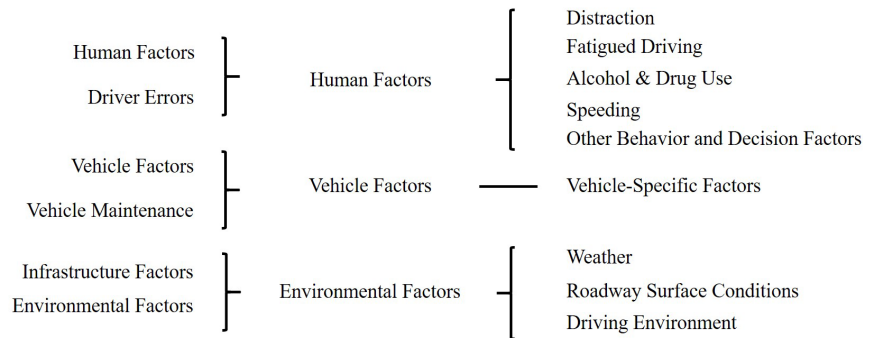 Human Factors
Driver Errors
Vehicle Factors
Vehicle Maintenance
Infrastructure Factors
Environmental Factors
Human Factors
Vehicle Factors
Environmental Factors
Distraction
Fatigued Driving
Alcohol & Drug Use
Speeding
Other Behavior and Decision Factors
Vehicle-Specific Factors
Weather
Roadway Surface Conditions
Driving Environment